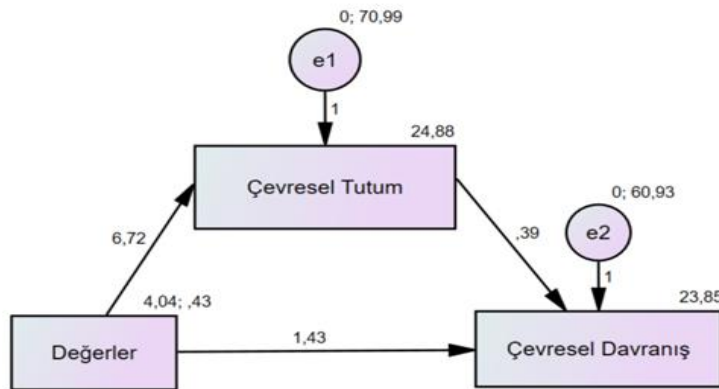 0; 70,99
e1
1
24,88
Çevresel Tutum
0; 60,93
e2
6,72
,39
1
4,04; ,43
23,85
Değerler
1,43
Çevresel Davranış